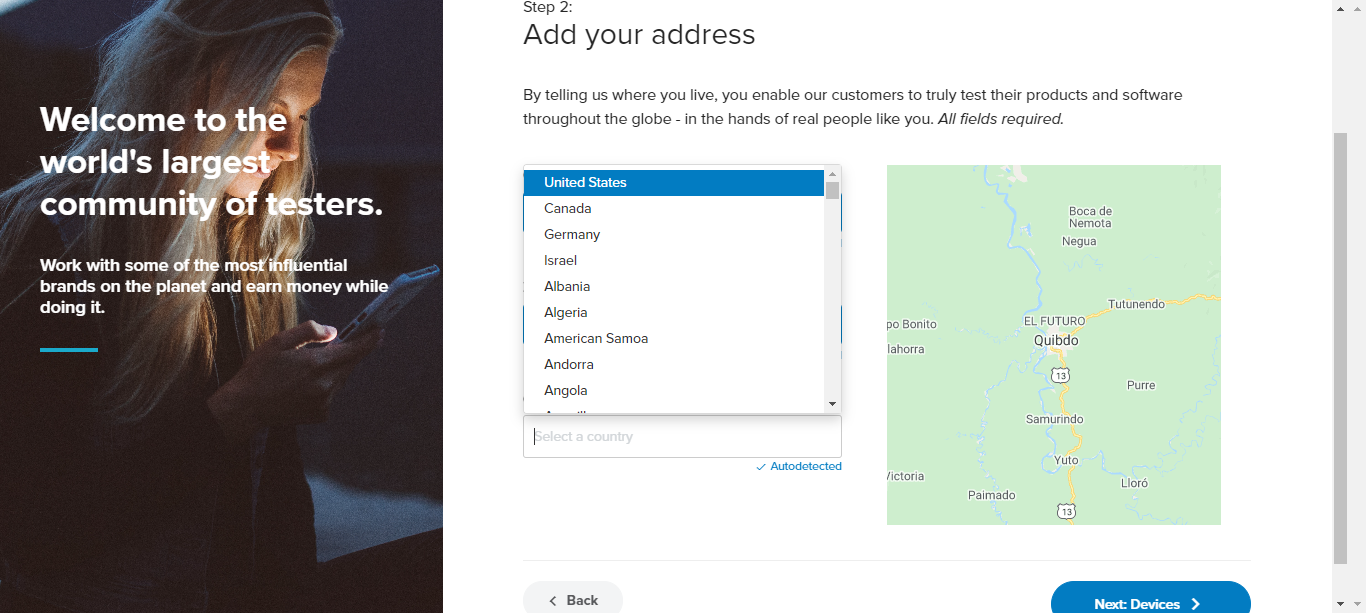 Welcome to the
world's largest
community of testers.
Work with some of the most influential
brands on the planet and earn money while
doing it.
Step 2:
Add your address
By telling us where you live, you enable our customers to truly test their products and software
throughout the globe - in the hands of real people like you. All fields required.
United States
Canada
Germany
Israel
Albania
Algeria
American Samoa
Andorra
Angola
Select a country
Autodetected
Boca de
Nemota
Negua
Tutunendo
EL FUTURO
po Bonito
Quibdo
lahorra
13
Purre
Samurindo
Yuto
Victoria
Lloró
Paimado
13
Back
Next: Devices